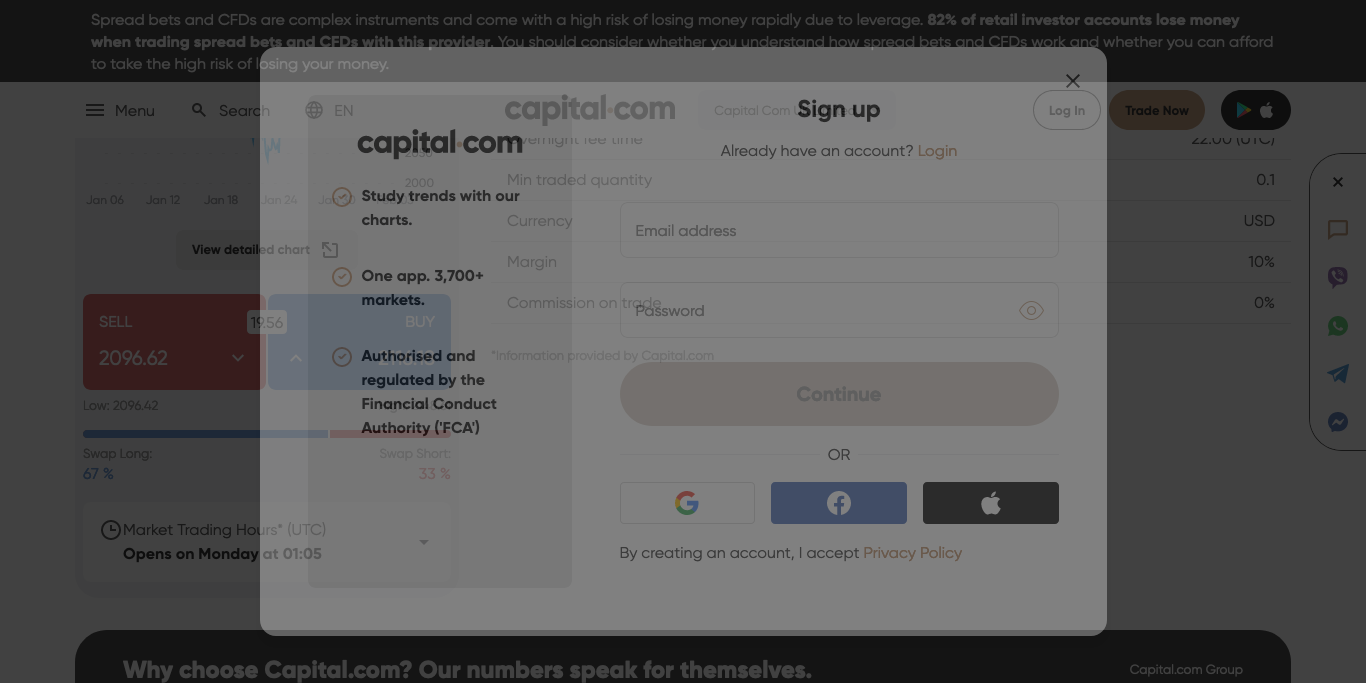 Spread bets and CFDs are complex instruments and come with a high risk of losing money rapidly due to leverage. 82% of retail investor accounts lose money
when trading spread bets and CFDs with this provider. You should consider whether you understand how spread bets and CFDs work and whether you can afford
to take the high risk of losing your money.
Menu
Search
EN
capital.com
Capital Com
Log In
Trade Now
Sign up
capital.com
Already have an account? Login
Study trends with our
charts.
One app. 3,700+
markets.
Authorised and
regulated by the
Financial Conduct
Authority ('FCA')
Email address
Password
Continue
OR
By creating an account, I accept Privacy Policy
2000
Jan 06
Jan 12
Jan 18
Jan 24
View detailed chart
SELL
19.56
BUY
2096.62
Low: 2096.42
Swap Long:
Swap Short:
67 %
33 %
Market Trading Hours* (UTC)
Opens on Monday at 01:05
Overnight fee time
22:00 (UTC)
Min traded quantity
0.1
Currency
USD
Margin
10%
Commission on trade
0%
*Information provided by Capital.com
Why choose Capital.com? Our numbers speak for themselves.
Capital.com Group